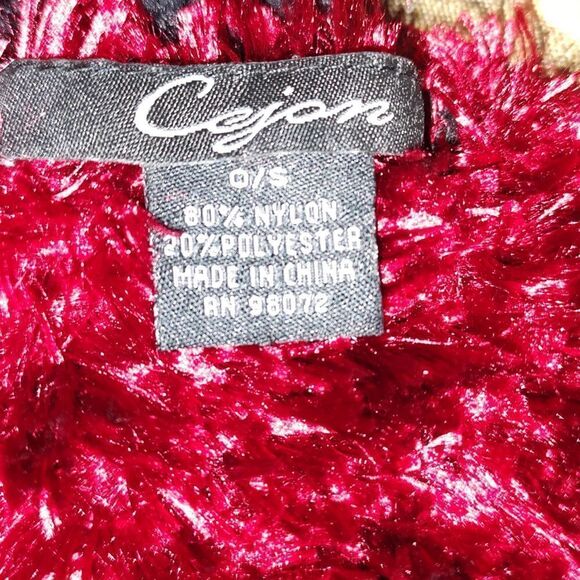 Cejon
O/S
80% NYLON
20% POLYESTER
MADE IN CHINA
RN 98072